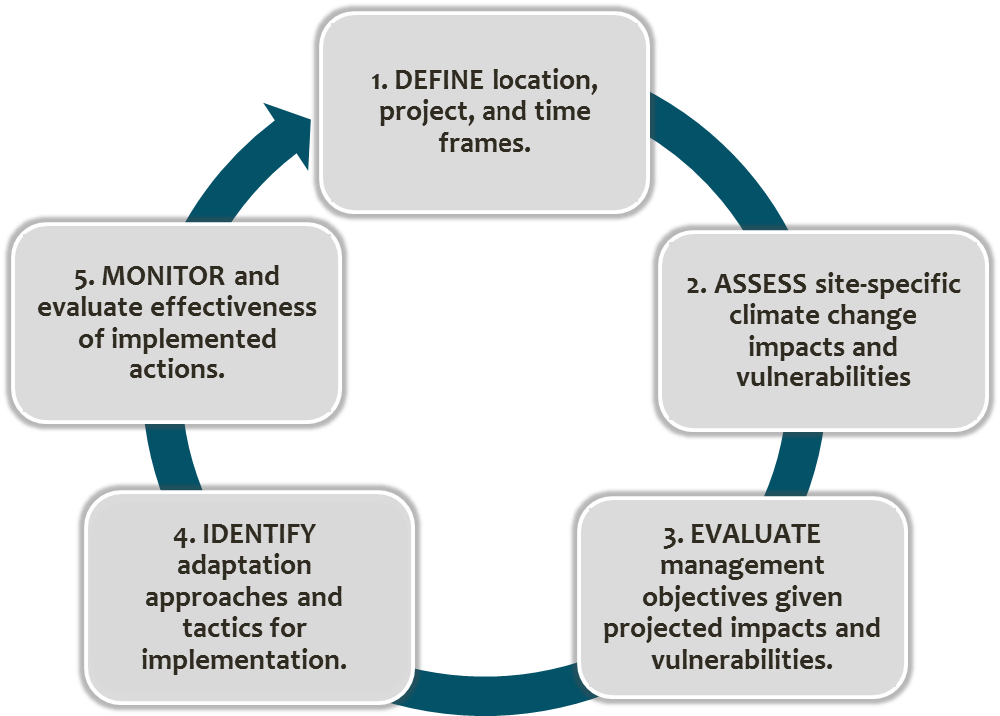 1. DEFINE location,
project, and time
frames.
2. ASSESS site-specific
climate change
impacts and
vulnerabilities
3. EVALUATE
management
objectives given
projected impacts and
vulnerabilities.
4. IDENTIFY
adaptation
approaches and
tactics for
implementation.
5. MONITOR and
evaluate effectiveness
of implemented
actions.